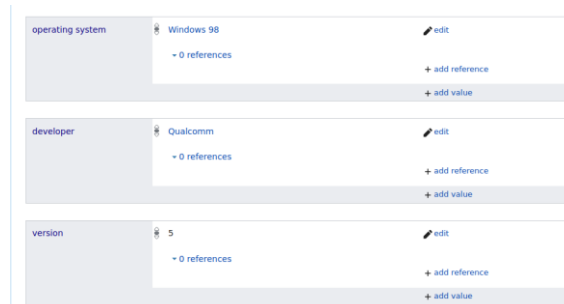 operating system
Windows 98
edit
0 references
+ add reference
+ add value
developer
Qualcomm
edit
0 references
+ add reference
+ add value
version
5
edit
0 references
+ add reference
+ add value